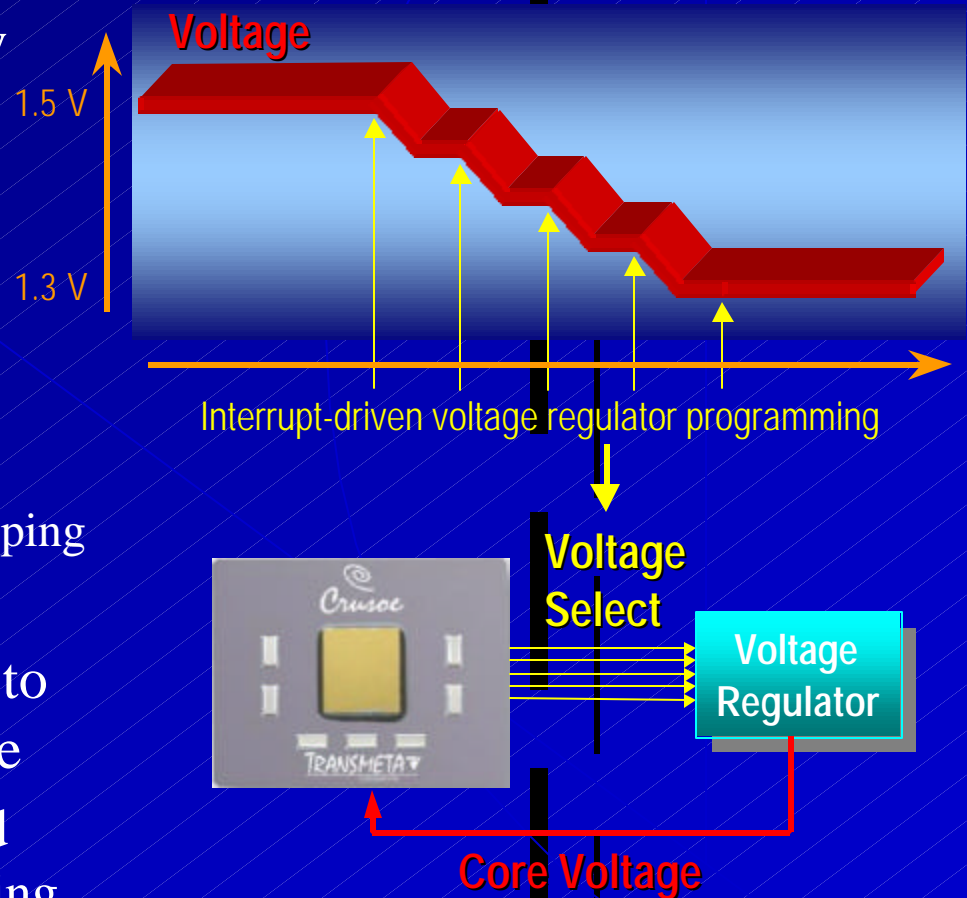 Voltage
1.5 V
1.3 V
Interrupt-driven voltage regulator programming
ping
to
Voltage
Select
Voltage
Regulator
Crusoe
TRANSMETA
Core Voltage